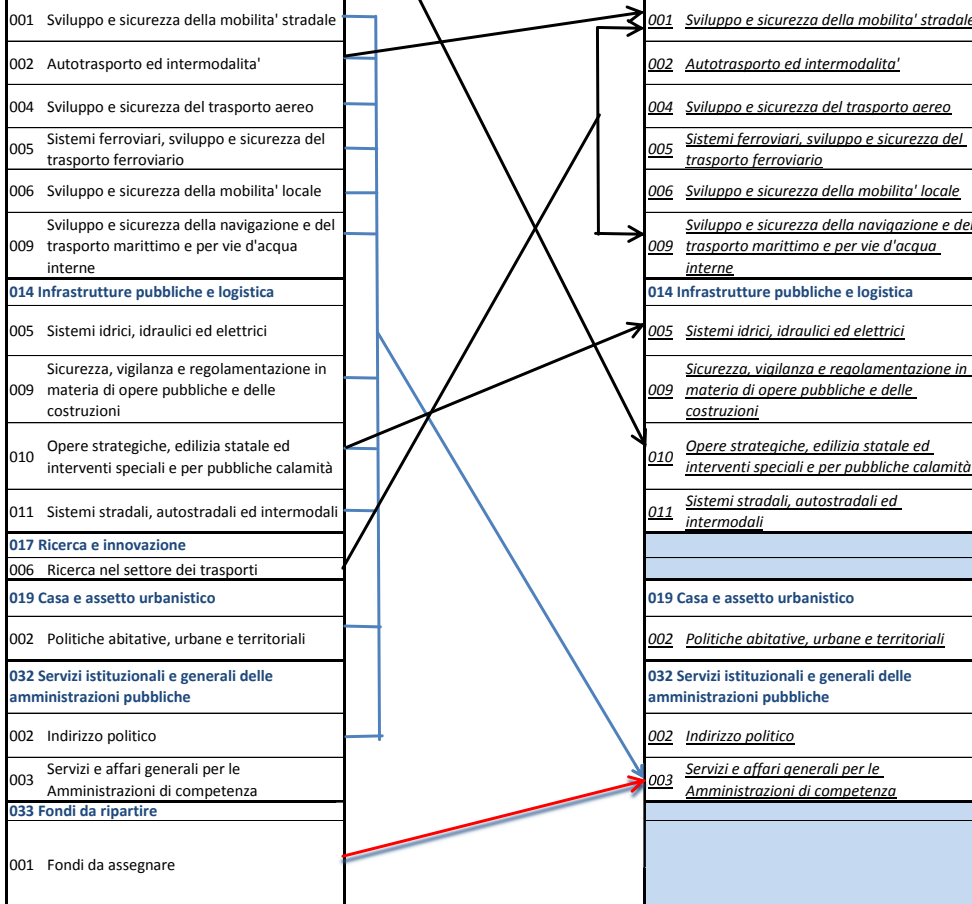 001 Sviluppo e sicurezza della mobilita' stradale
002 Autotrasporto ed intermodalita'
004 Sviluppo e sicurezza del trasporto aereo
005 Sistemi ferroviari, sviluppo e sicurezza del
trasporto ferroviario
006 Sviluppo e sicurezza della mobilita' locale
009 Sviluppo e sicurezza della navigazione e del
trasporto marittimo e per vie d'acqua
interne
014 Infrastrutture pubbliche e logistica
005 Sistemi idrici, idraulici ed elettrici
009 Sicurezza, vigilanza e regolamentazione in
materia di opere pubbliche e delle
costruzioni
010 Opere strategiche, edilizia statale ed
interventi speciali e per pubbliche calamità
011 Sistemi stradali, autostradali ed intermodali
017 Ricerca e innovazione
006 Ricerca nel settore dei trasporti
019 Casa e assetto urbanistico
002 Politiche abitative, urbane e territoriali
032 Servizi istituzionali e generali delle
amministrazioni pubbliche
002 Indirizzo politico
003 Servizi e affari generali per le
Amministrazioni di competenza
033 Fondi da ripartire
001 Fondi da assegnare
001 Sviluppo e sicurezza della mobilita' stradale
002 Autotrasporto ed intermodalita'
004 Sviluppo e sicurezza del trasporto aereo
005 Sistemi ferroviari, sviluppo e sicurezza del
trasporto ferroviario
006 Sviluppo e sicurezza della mobilita' locale
009 Sviluppo e sicurezza della navigazione e del
trasporto marittimo e per vie d'acqua
interne
014 Infrastrutture pubbliche e logistica
005 Sistemi idrici, idraulici ed elettrici
009 Sicurezza, vigilanza e regolamentazione in
materia di opere pubbliche e delle
costruzioni
010 Opere strategiche, edilizia statale ed
interventi speciali e per pubbliche calamità
011 Sistemi stradali, autostradali ed
intermodali
019 Casa e assetto urbanistico
002 Politiche abitative, urbane e territoriali
032 Servizi istituzionali e generali delle
amministrazioni pubbliche
002 Indirizzo politico
003 Servizi e affari generali per le
Amministrazioni di competenza